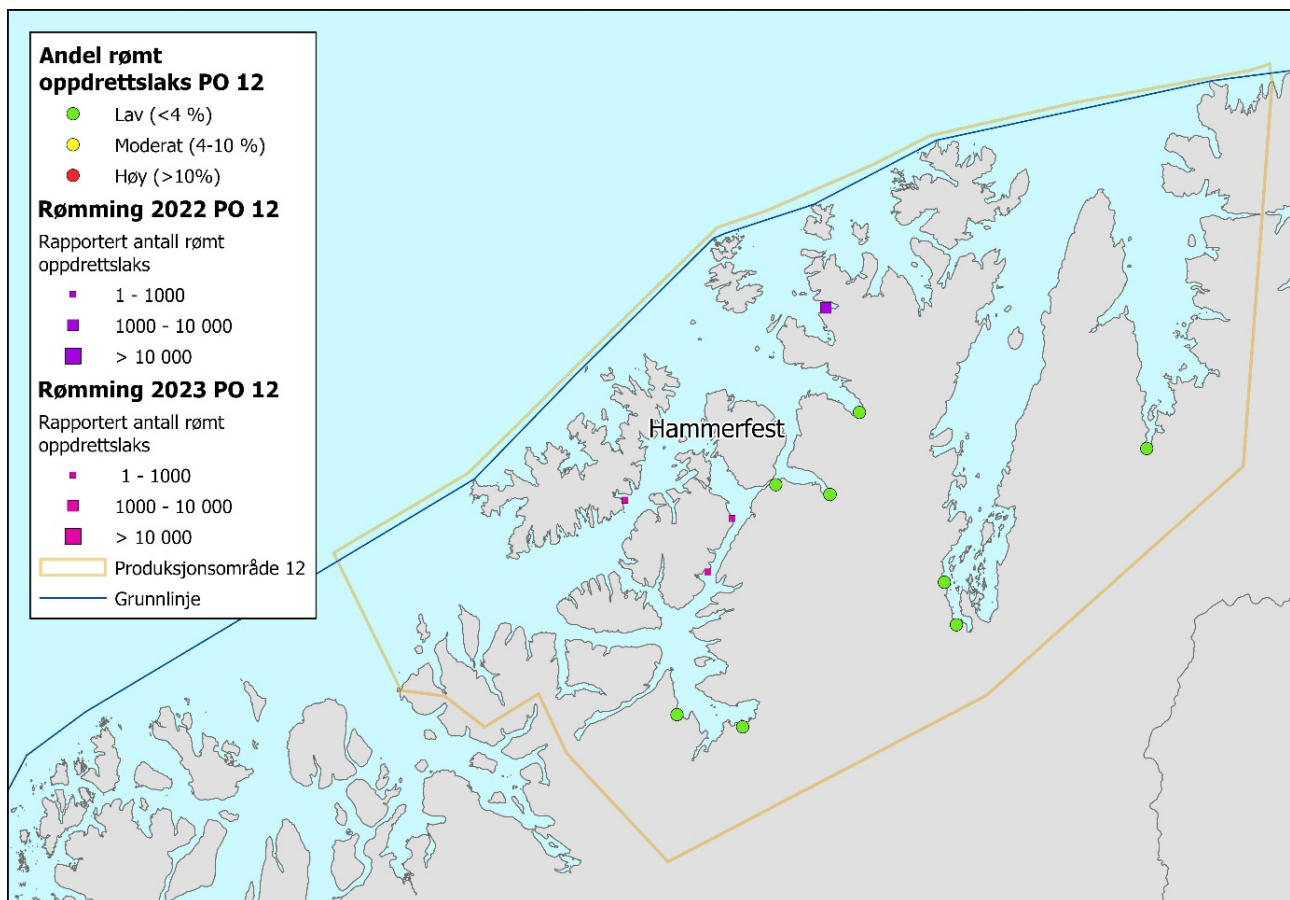 Andel rømt
oppdrettslaks PO 12
Lav (<4 %)
Moderat (4-10 %)
Høy (>10%)
Rømming 2022 PO 12
Rapportert antall rømt
oppdrettslaks
1 - 1000
1000 - 10 000
> 10 000
Rømming 2023 PO 12
Rapportert antall rømt
oppdrettslaks
1 - 1000
1000 - 10 000
> 10 000
Produksjonsområde 12
Grunnlinje
Hammerfest